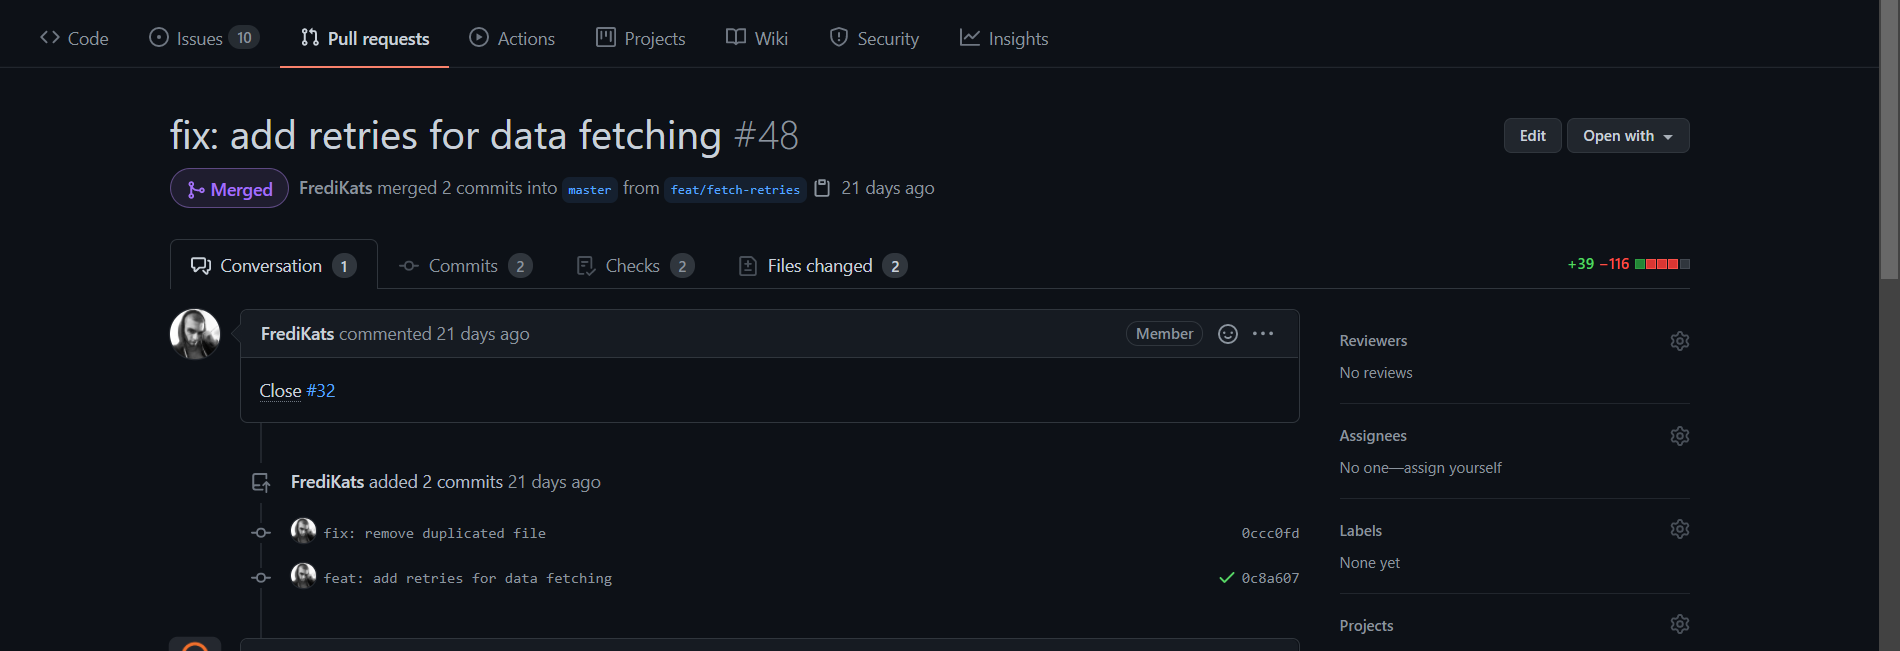 Code Issues 10 Pull requests Actions Projects Wiki Security Insights
fix: add retries for data fetching #48
Edit Open with
Merged FrediKats merged 2 commits into master from feat/fetch-retries 21 days ago
Conversation 1 Commits 2 Checks 2 Files changed 2 +39 −116
FrediKats commented 21 days ago Member
Close #32
FrediKats added 2 commits 21 days ago
fix: remove duplicated file 0ccc0fd
feat: add retries for data fetching 0c8a607
Reviewers
No reviews
Assignees
No one—assign yourself
Labels
None yet
Projects